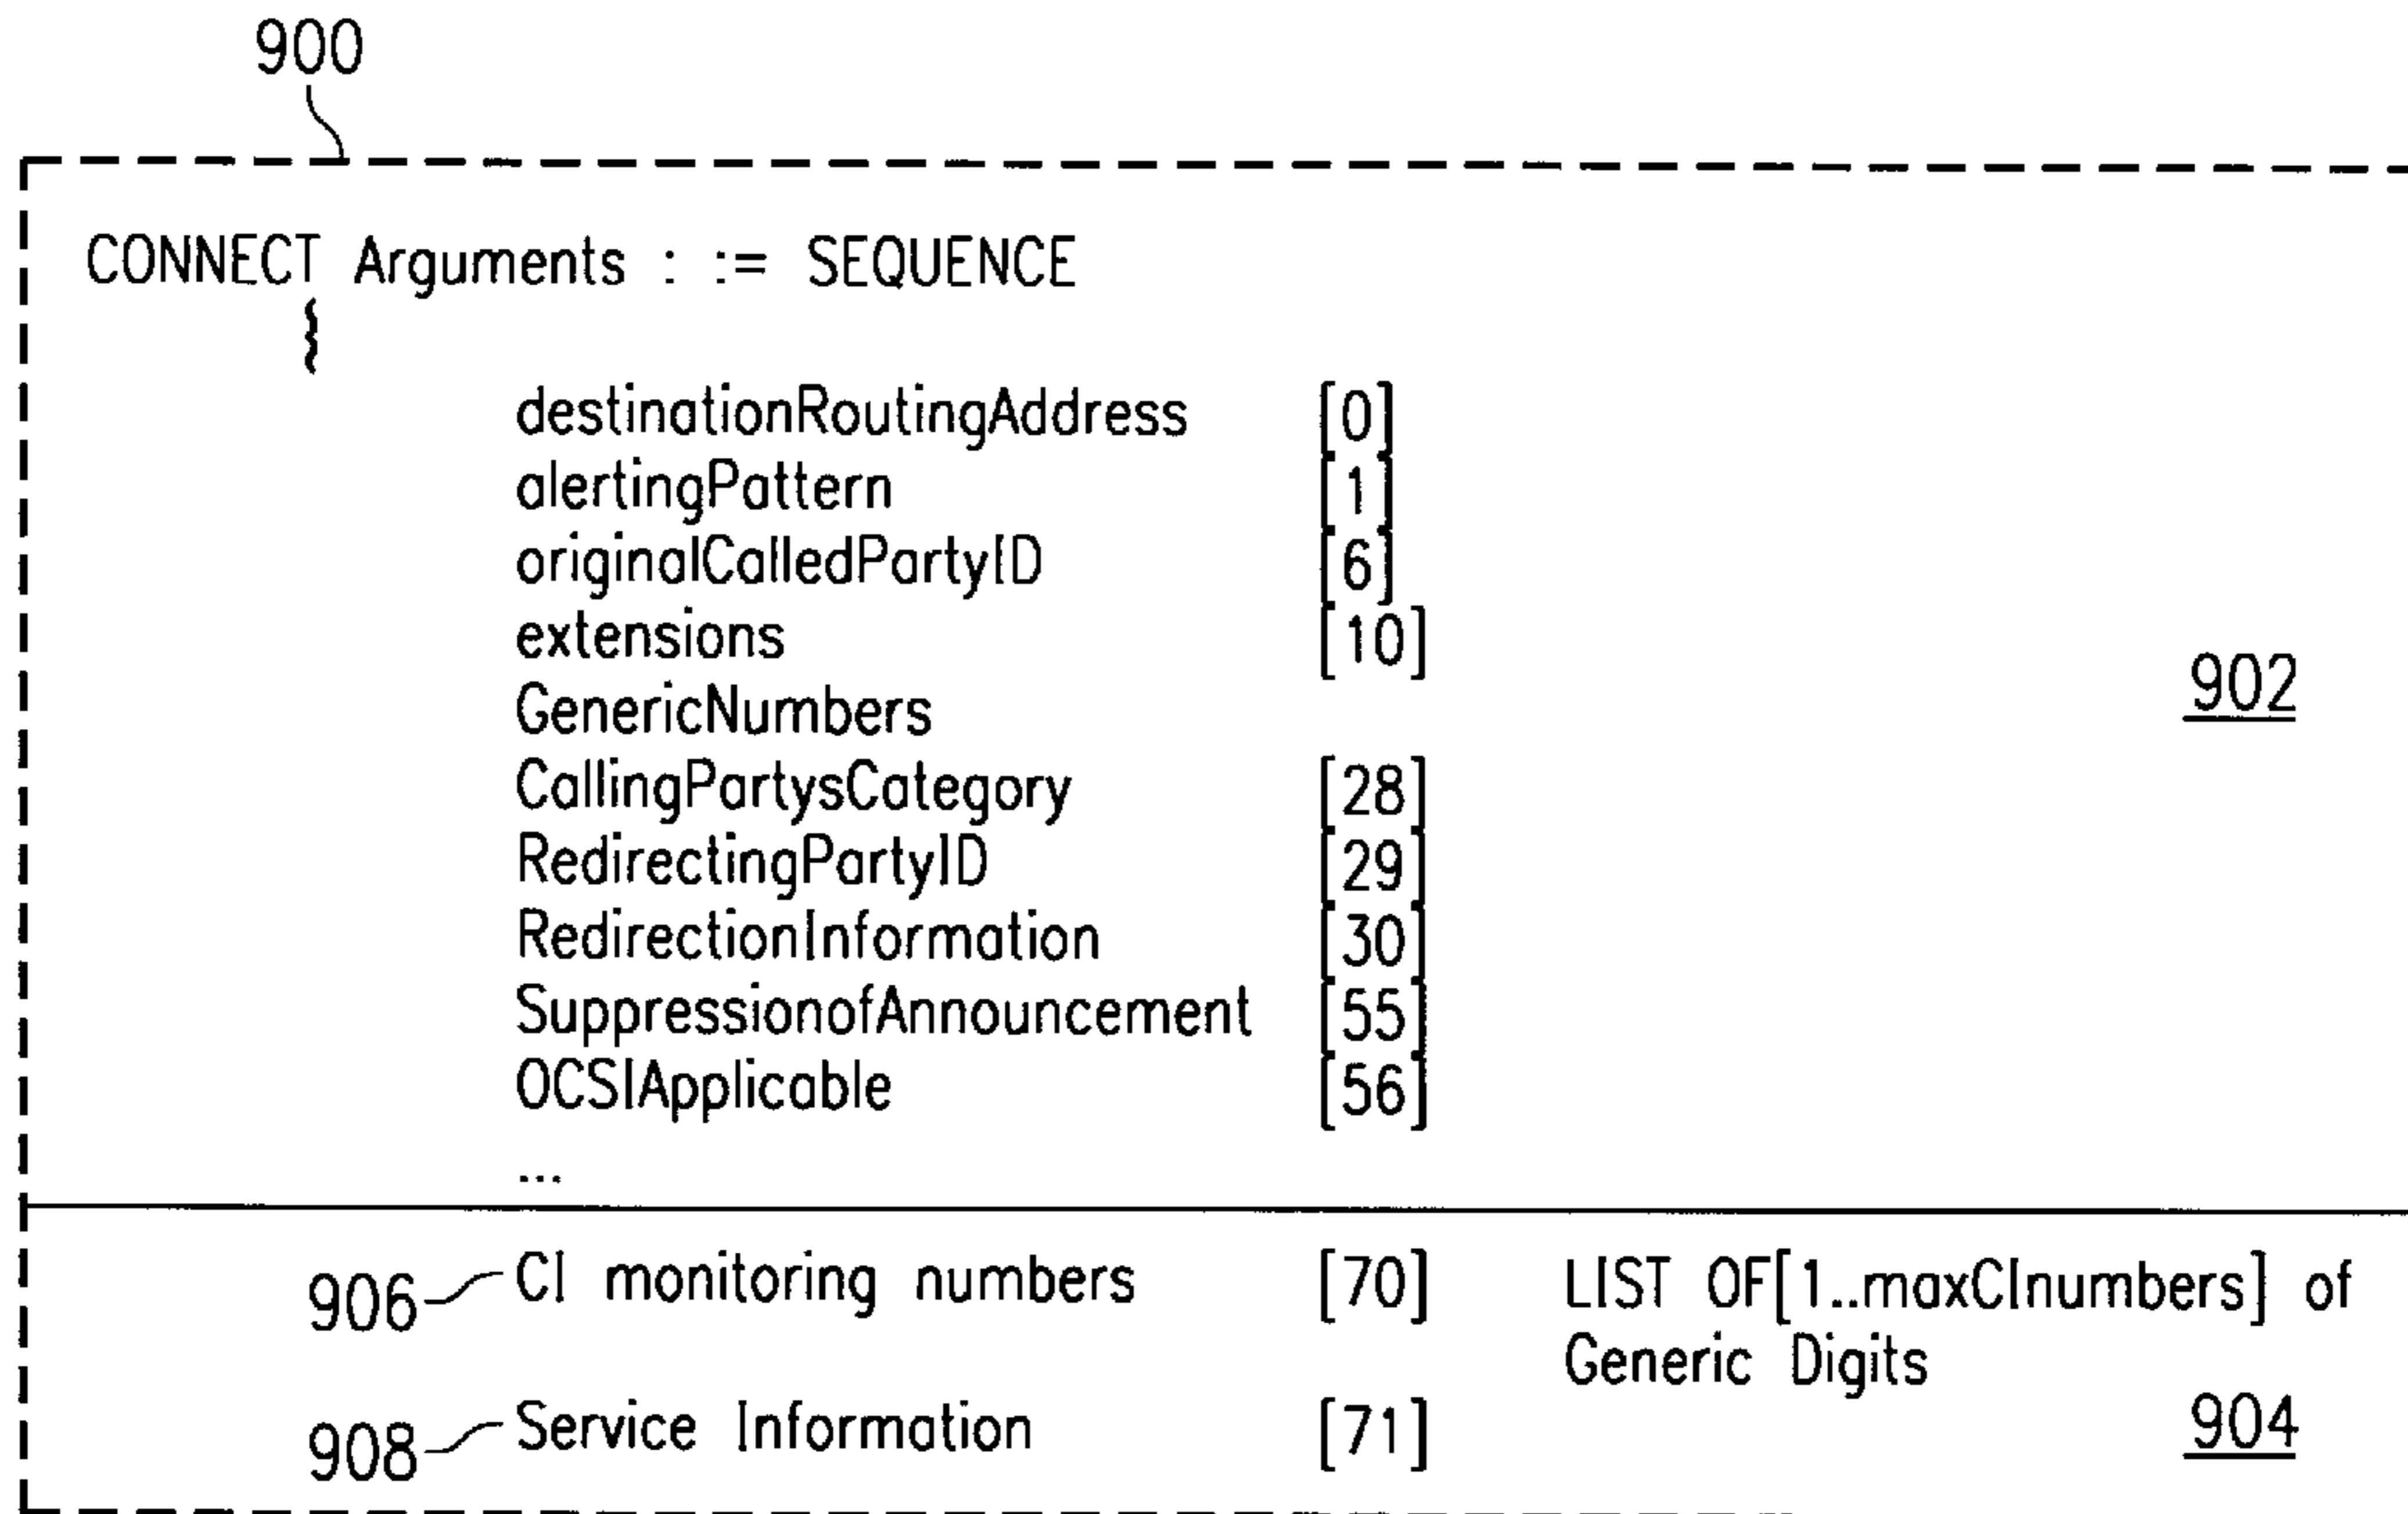 900
CONNECT Arguments : := SEQUENCE
{
destinationRoutingAddress [0]
alertingPattern [1]
originalCalledPartyID [6]
extensions [10]
GenericNumbers
902
CallingPartysCategory [28]
RedirectingPartyID [29]
RedirectionInformation [30]
SuppressionofAnnouncement [55]
OCSIApplicable [56]
...
906 CI monitoring numbers [70] LIST OF[1..maxCInumbers] of
Generic Digits
908 Service Information [71] 904